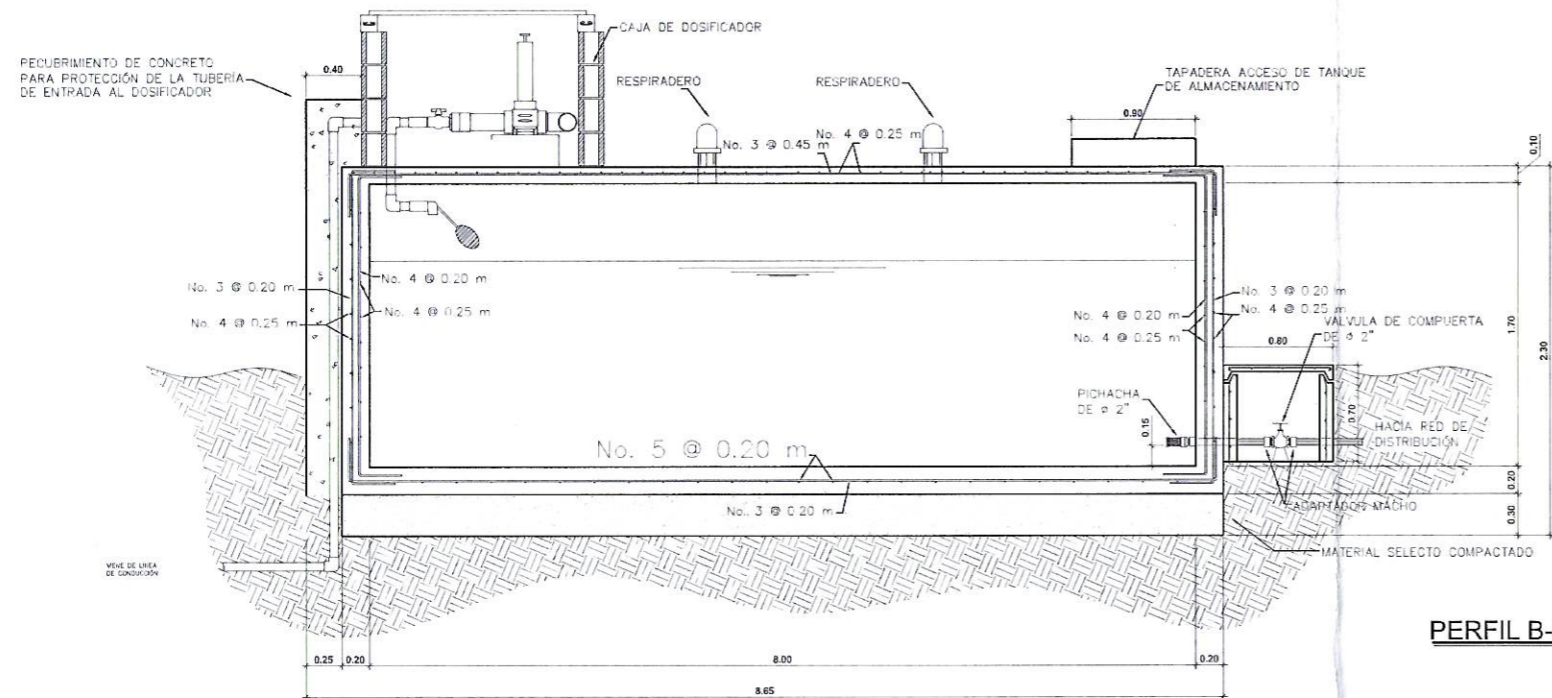 CAJA DE DOSIFICADOR
RECUBRIMIENTO DE CONCRETO
PARA PROTECCIÓN DE LA TUBERÍA
DE ENTRADA AL DOSIFICADOR
0.40
RESPIRADERO
RESPIRADERO
TAPADERA ACCESO DE TANQUE
DE ALMACENAMIENTO
0.90
No. 3 @ 0.45 m
No. 4 @ 0.25 m
0.10
No. 4 @ 0.20 m
No. 3 @ 0.20 m
No. 4 @ 0.25 m
No. 4 @ 0.25 m
No. 3 @ 0.20 m
No. 4 @ 0.20 m
No. 4 @ 0.25 m
No. 4 @ 0.25 m
VALVULA DE COMPUERTA
DE ø 2"
0.80
1.70
2.30
PICHACHA
DE ø 2"
0.15
0.70
HACIA RED DE
DISTRIBUCIÓN
No. 5 @ 0.20 m
0.20
No.. 3 @ 0.20 m
ADAPTADOR MACHO
0.30
MATERIAL SELECTO COMPACTADO
VIENE DE LINEA
DE CONDUCCIÓN
PERFIL B-
0.25
0.20
8.00
0.20
8.65